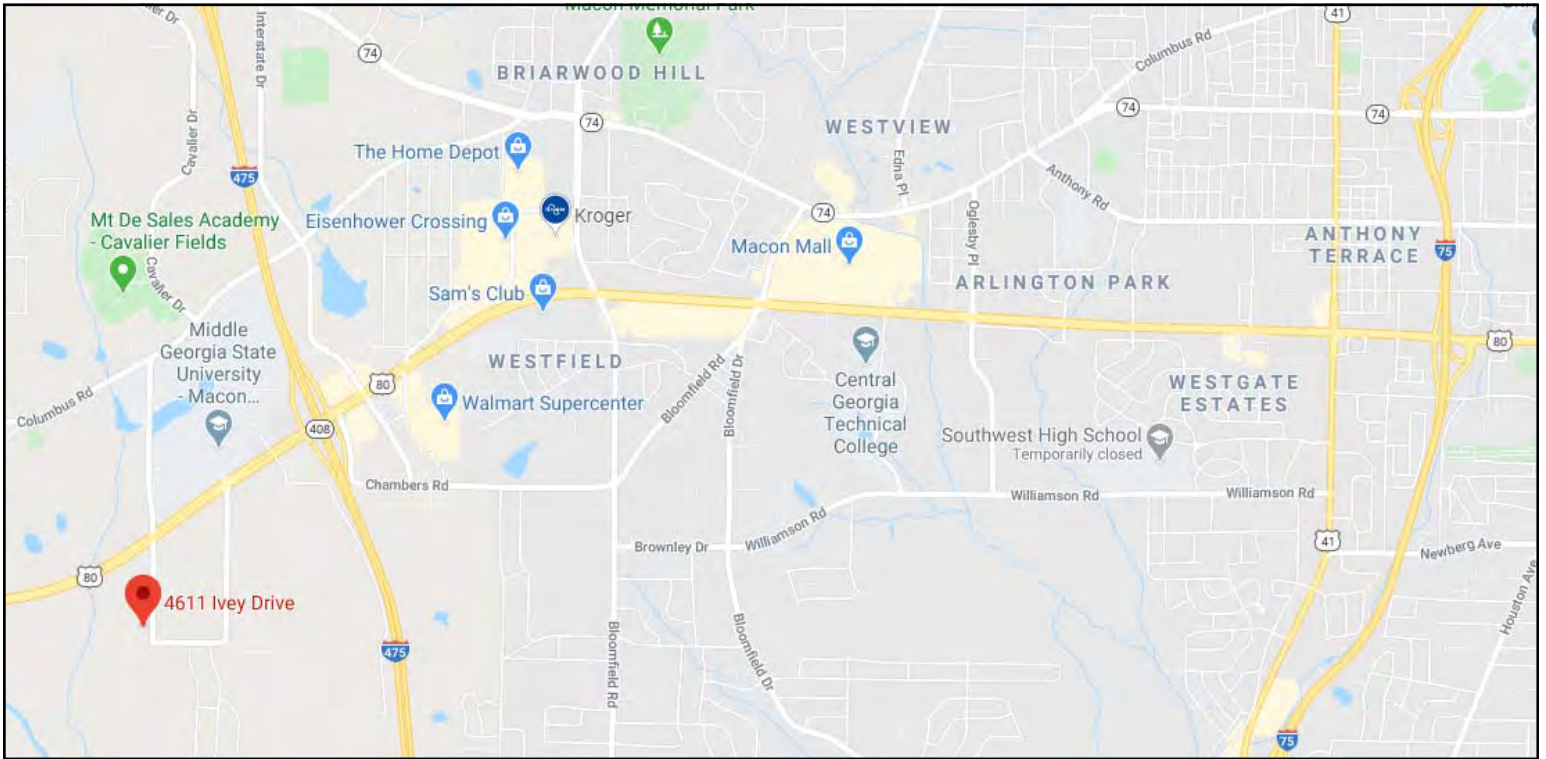 Macon Memorial Park
41
Interstate Dr
Columbus Rd
74
BRIARWOOD HILL
74
74
74
WESTVIEW
Cavalier Dr
The Home Depot
Edna Pl
475
Anthony Rd
Mt De Sales Academy
- Cavalier Fields
Eisenhower Crossing
Kroger
74
Oglesby Pl
Macon Mall
ANTHONY
TERRACE
75
Cavalier Dr
ARLINGTON PARK
Sam's Club
Middle
Georgia State
University
- Macon...
80
WESTFIELD
Bloomfield Rd
Bloomfield Dr
Central
Georgia
Technical
College
WESTGATE
ESTATES
80
Columbus Rd
Walmart Supercenter
408
Southwest High School
Temporarily closed
Chambers Rd
Williamson Rd
Williamson Rd
Williamson Rd
Brownley Dr
41
Newberg Ave
80
4611 Ivey Drive
Houston Ave
475
Bloomfield Rd
Bloomfield Dr
75